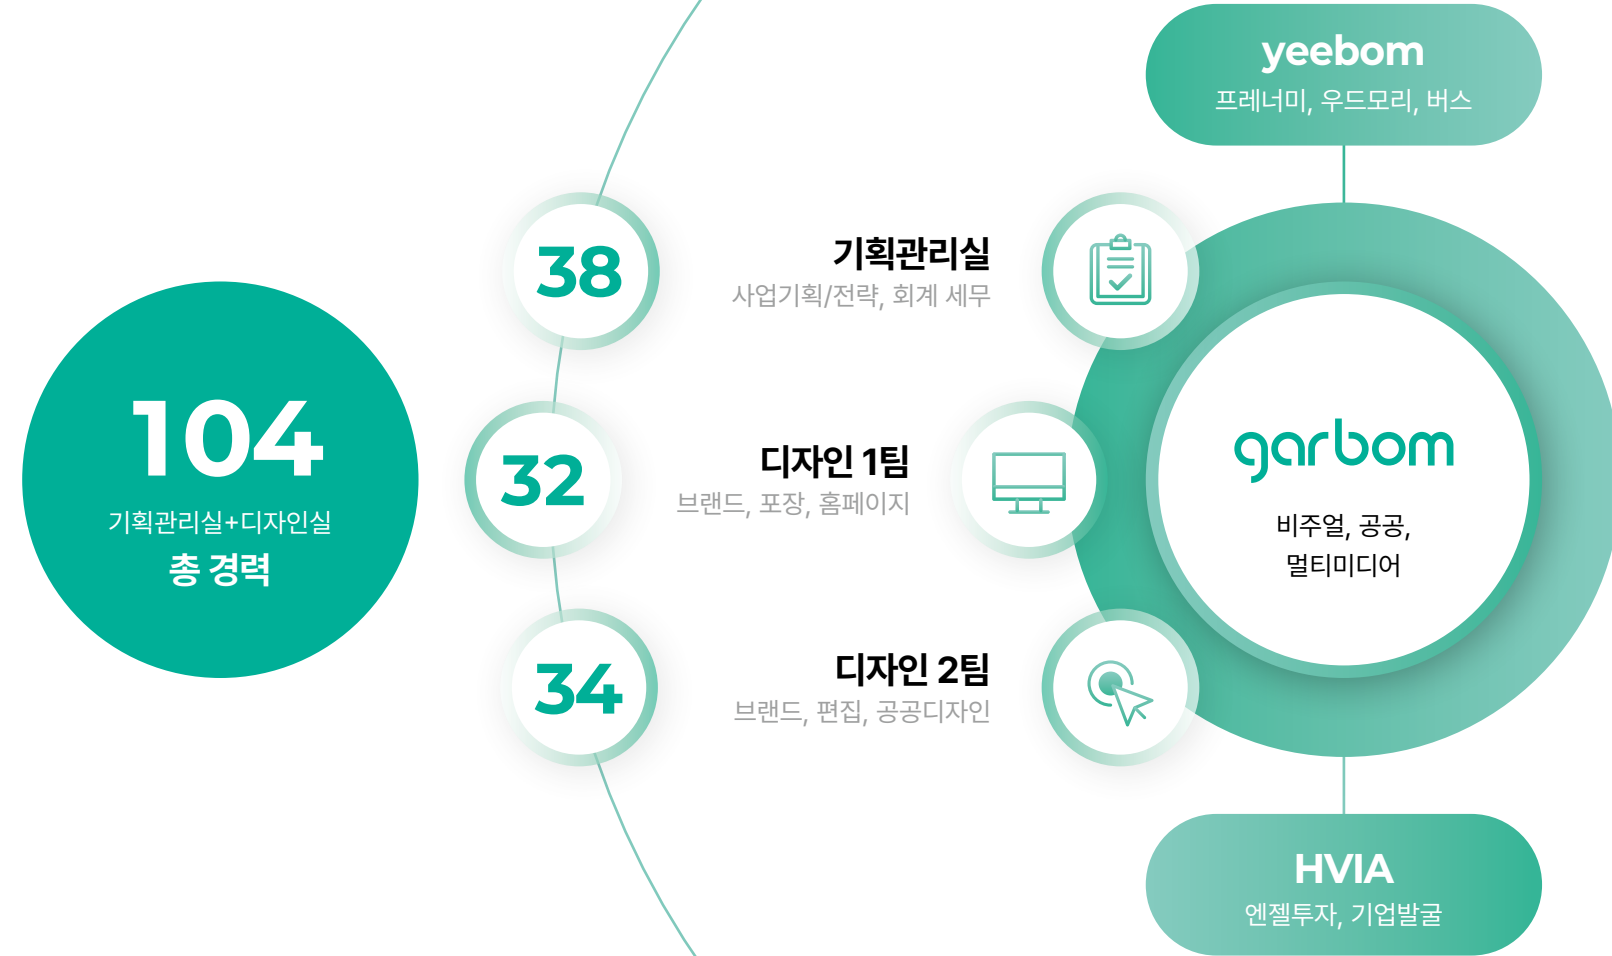 104
기획관리실+디자인실
총 경력
38
기획관리실
사업기획/전략, 회계 세무
32
디자인 1팀
브랜드, 포장, 홈페이지
34
디자인 2팀
브랜드, 편집, 공공디자인
yeebom
프레너미, 우드모리, 버스
garbom
비주얼, 공공,
멀티미디어
HVIA
엔젤투자, 기업발굴